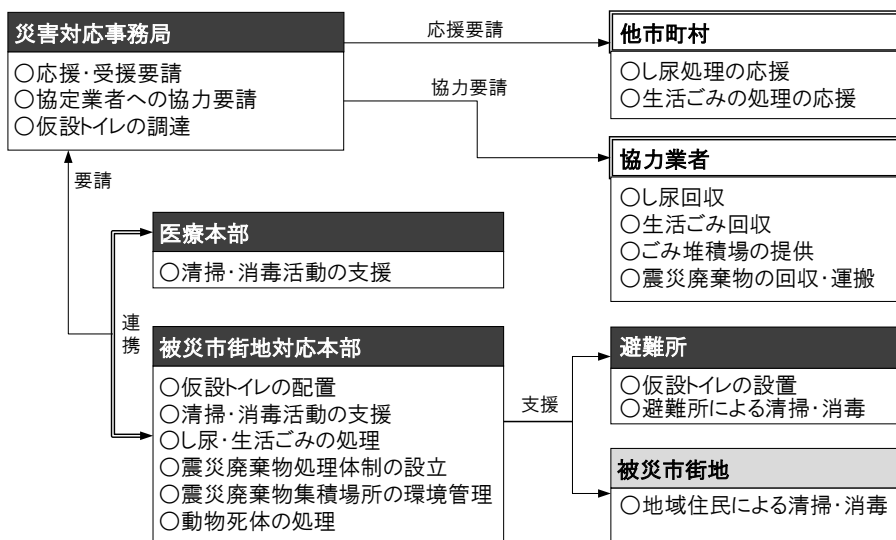 災害対応事務局
○応援・受援要請
○協定業者への協力要請
○仮設トイレの調達
応援要請
協力要請
他市町村
○し尿処理の応援
○生活ごみの処理の応援
協力業者
○し尿回収
○生活ごみ回収
○ごみ堆積場の提供
○震災廃棄物の回収・運搬
要請
医療本部
○清掃・消毒活動の支援
連携
被災市街地対応本部
○仮設トイレの配置
○清掃・消毒活動の支援
○し尿・生活ごみの処理
○震災廃棄物処理体制の設立
○震災廃棄物集積場所の環境管理
○動物死体の処理
支援
避難所
○仮設トイレの設置
○避難所による清掃・消毒
被災市街地
○地域住民による清掃・消毒